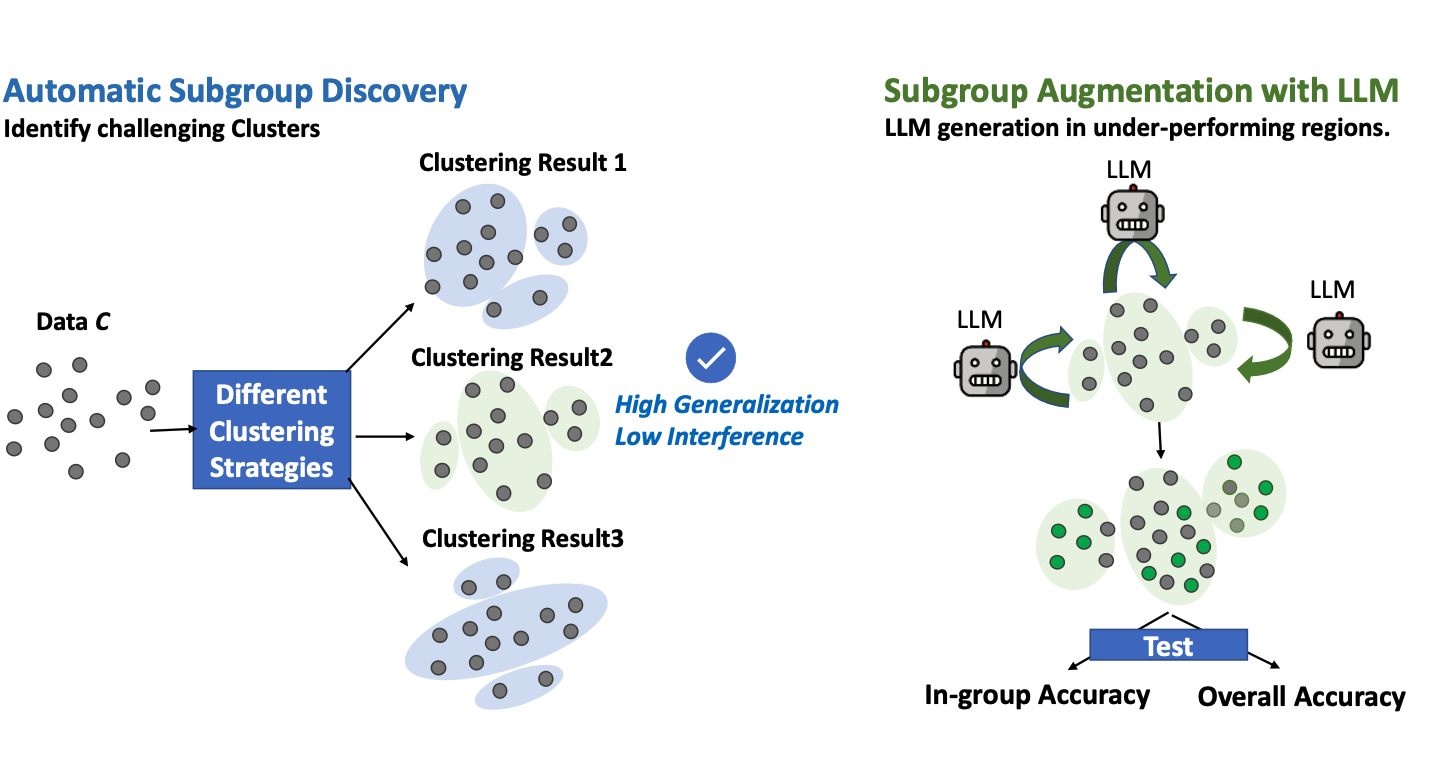 Automatic Subgroup Discovery
Identify challenging Clusters
Clustering Result 1
Data C
Different
Clustering
Strategies
Clustering Result2
High Generalization
Low Interference
Clustering Result3
Subgroup Augmentation with LLM
LLM generation in under-performing regions.
LLM
LLM
LLM
Test
In-group Accuracy
Overall Accuracy